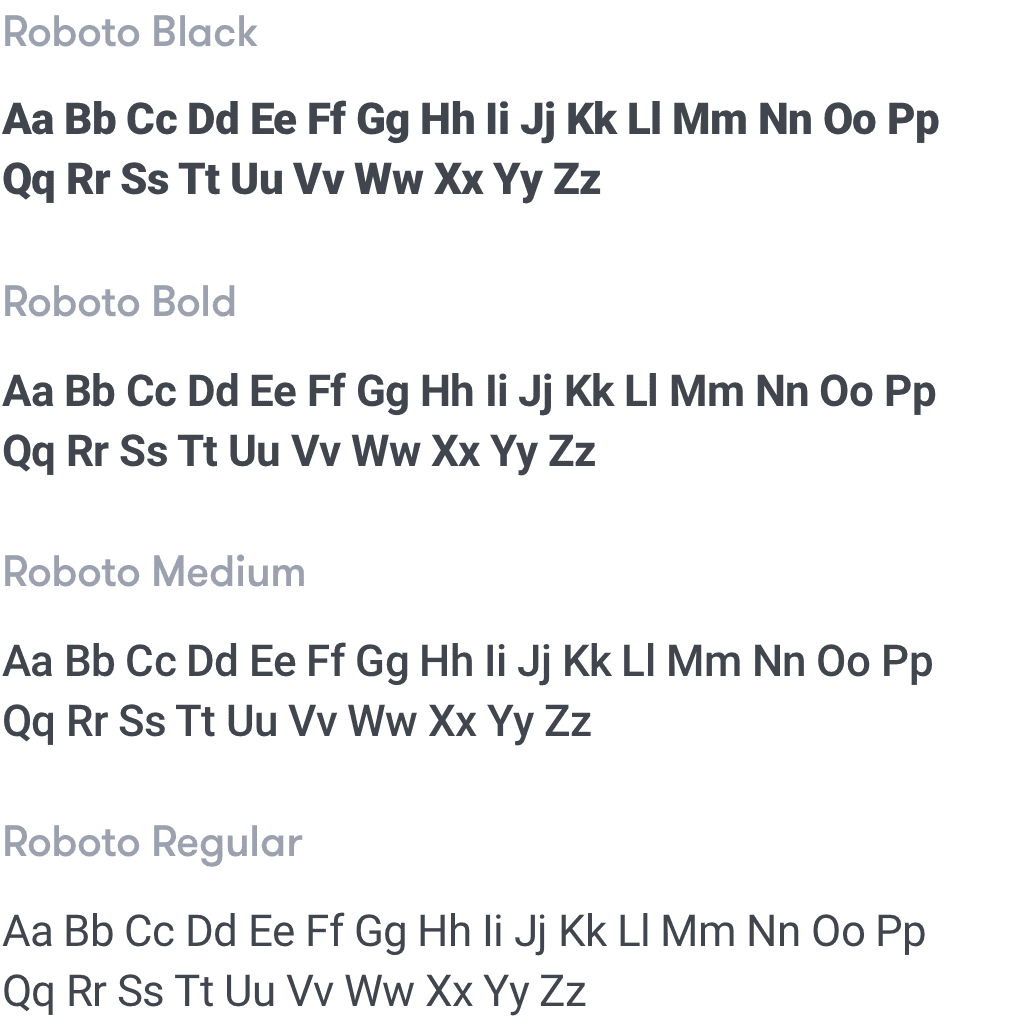 Roboto Black
Aa Bb Cc Dd Ee Ff Gg Hh Ii Jj Kk Ll Mm Nn Oo Pp
Qq Rr Ss Tt Uu Vv Ww Xx Yy Zz
Roboto Bold
Aa Bb Cc Dd Ee Ff Gg Hh Ii Jj Kk Ll Mm Nn Oo Pp
Qq Rr Ss Tt Uu Vv Ww Xx Yy Zz
Roboto Medium
Aa Bb Cc Dd Ee Ff Gg Hh Ii Jj Kk Ll Mm Nn Oo Pp
Qq Rr Ss Tt Uu Vv Ww Xx Yy Zz
Roboto Regular
Aa Bb Cc Dd Ee Ff Gg Hh Ii Jj Kk Ll Mm Nn Oo Pp
Qq Rr Ss Tt Uu Vv Ww Xx Yy Zz